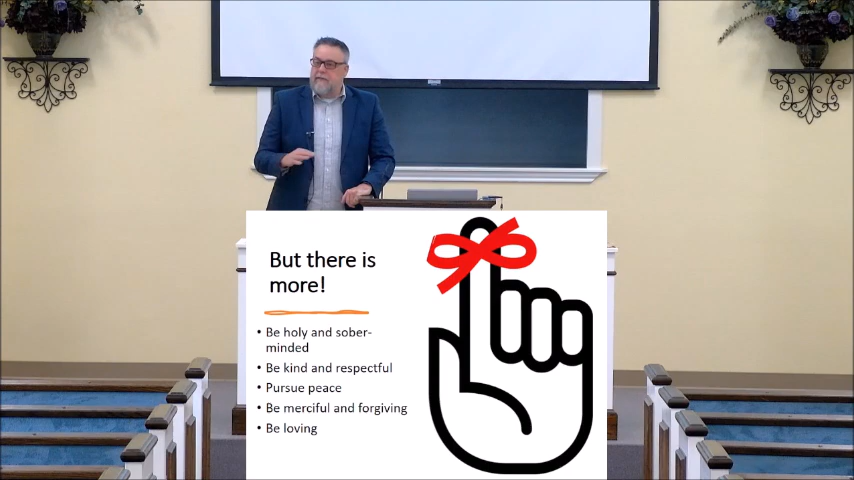 But there is
more!
• Be holy and sober-
minded
• Be kind and respectful
• Pursue peace
• Be merciful and forgiving
• Be loving